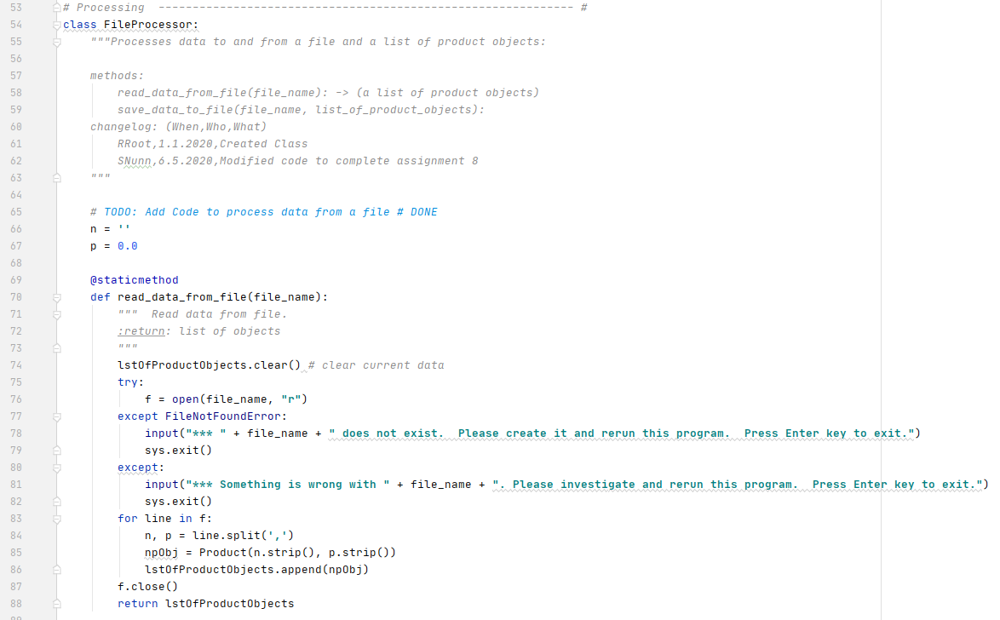 53 # Processing  ------------------------------------------------------------- #
54 class FileProcessor:
55     """Processes data to and from a file and a list of product objects:
56
57     methods:
58         read_data_from_file(file_name): -> (a list of product objects)
59         save_data_to_file(file_name, list_of_product_objects):
60     changelog: (When,Who,What)
61         RRoot,1.1.2020,Created Class
62         SNunn,6.5.2020,Modified code to complete assignment 8
63     """
64
65     # TODO: Add Code to process data from a file # DONE
66     n = ''
67     p = 0.0
68
69     @staticmethod
70     def read_data_from_file(file_name):
71         """  Read data from file.
72         :return: list of objects
73         """
74         lstOfProductObjects.clear() # clear current data
75         try:
76             f = open(file_name, "r")
77         except FileNotFoundError:
78             input("*** " + file_name + " does not exist.  Please create it and rerun this program.  Press Enter key to exit.")
79             sys.exit()
80         except:
81             input("*** Something is wrong with " + file_name + ". Please investigate and rerun this program.  Press Enter key to exit.")
82             sys.exit()
83         for line in f:
84             n, p = line.split(',')
85             npObj = Product(n.strip(), p.strip())
86             lstOfProductObjects.append(npObj)
87         f.close()
88         return lstOfProductObjects